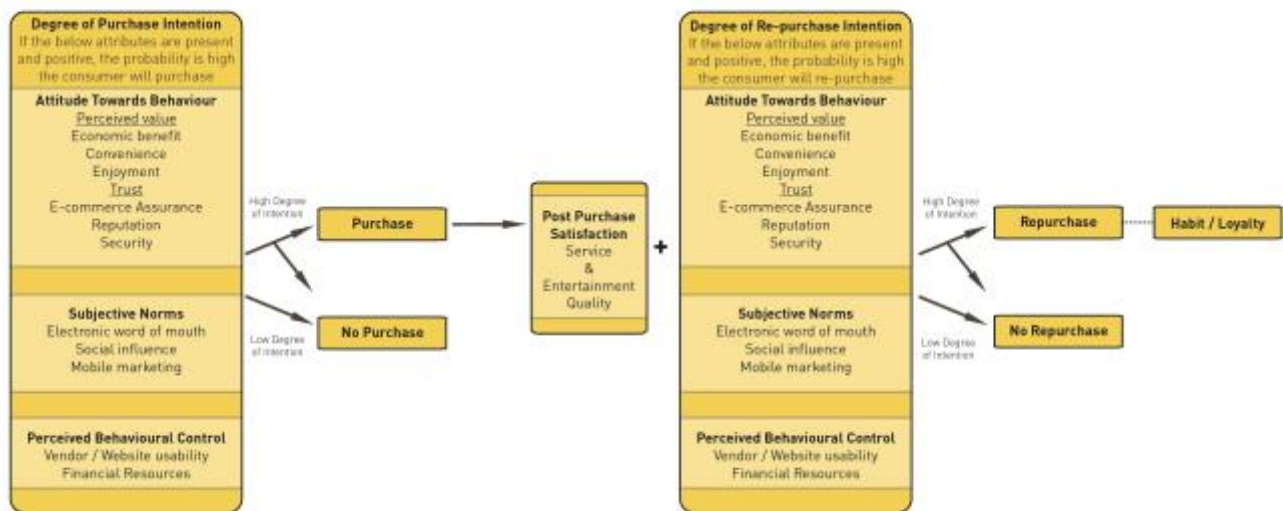 Degree of Purchase Intention
If the below attributes are present
and positive, the probability is high
the consumer will purchase
Attitude Towards Behaviour
Perceived value
Economic benefit
Convenience
Enjoyment
Trust
E-commerce Assurance
Reputation
Security
Subjective Norms
Electronic word of mouth
Social influence
Mobile marketing
Perceived Behavioural Control
Vendor / Website usability
Financial Resources
High Degree
of Intention
Low Degree
of Intention
Purchase
No Purchase
Post Purchase
Satisfaction
Service
&
Entertainment
Quality
+
Degree of Re-purchase Intention
If the below attributes are present
and positive, the probability is high
the consumer will re-purchase
Attitude Towards Behaviour
Perceived value
Economic benefit
Convenience
Enjoyment
Trust
E-commerce Assurance
Reputation
Security
Subjective Norms
Electronic word of mouth
Social influence
Mobile marketing
Perceived Behavioural Control
Vendor / Website usability
Financial Resources
High Degree
of Intention
Low Degree
of Intention
Repurchase
No Repurchase
Habit / Loyalty